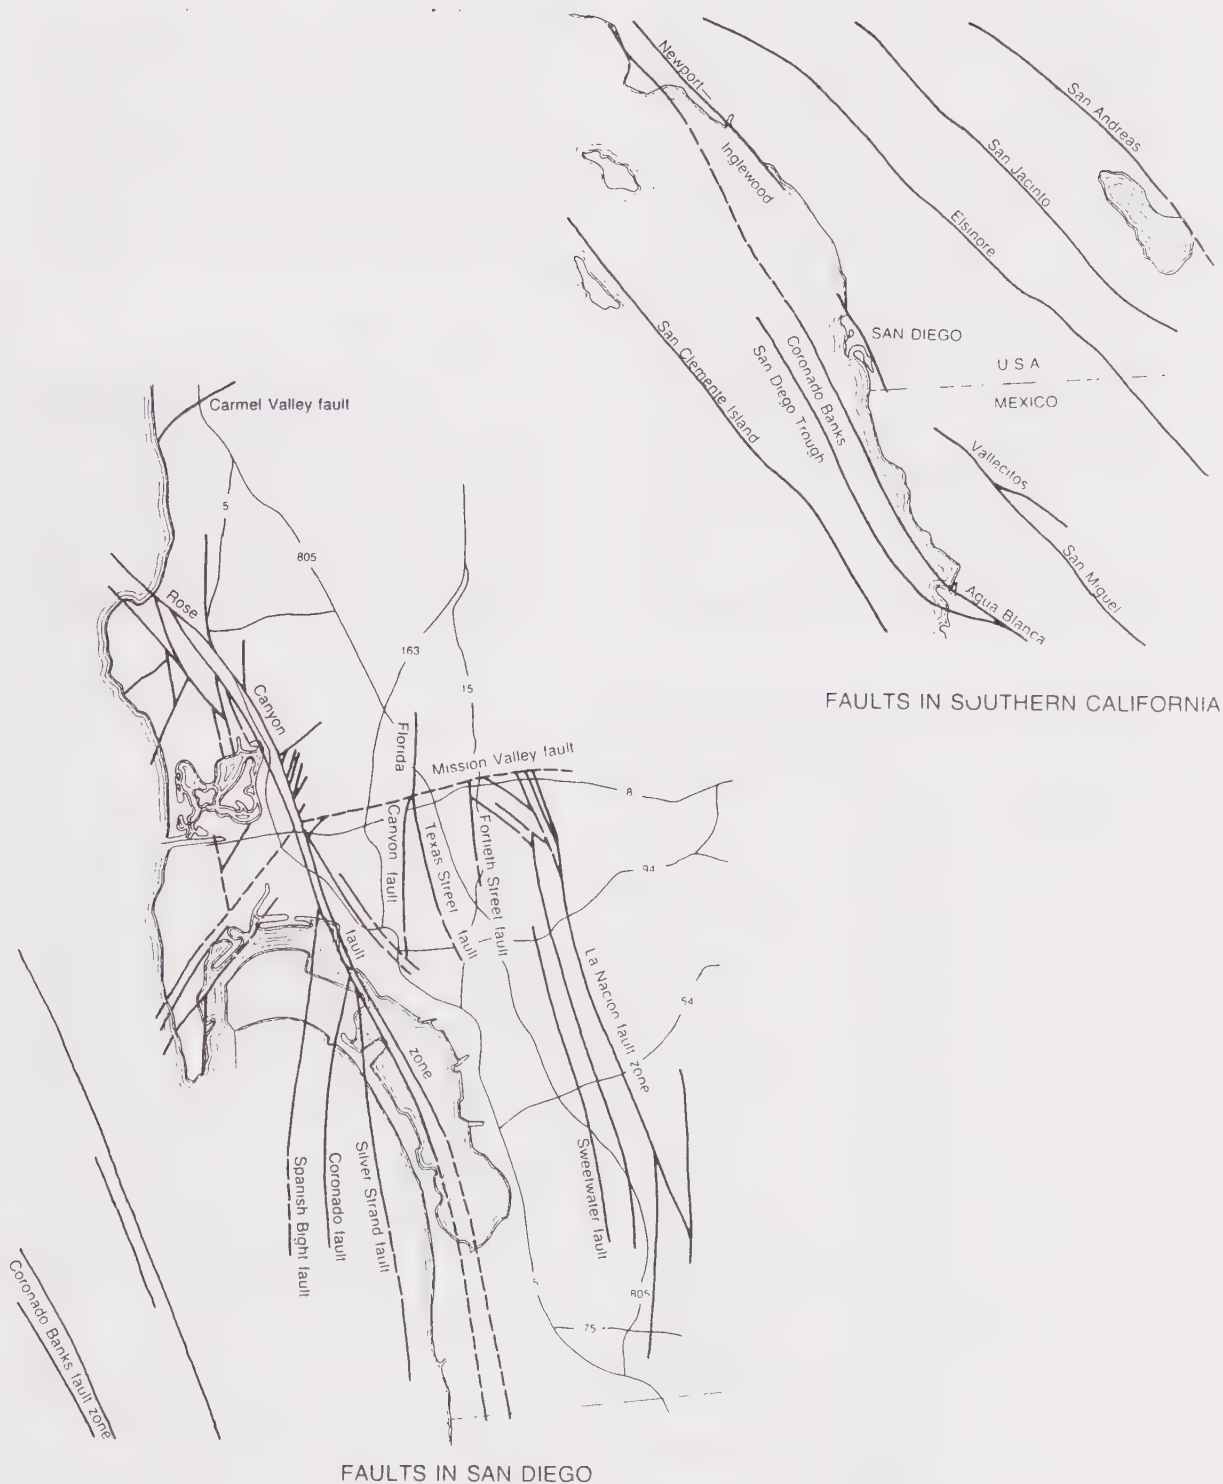 Newport–
Inglewood
San Andreas
San Jacinto
Elsinore
San Clemente Island
San Diego Trough
Coronado Banks
SAN DIEGO
USA
MEXICO
Vallecitos
San Miguel
Agua Blanca
FAULTS IN SOUTHERN CALIFORNIA
Carmel Valley fault
5
805
Rose
Canyon
fault
zone
163
15
Florida
Canyon fault
Mission Valley fault
8
Texas Street
fault
Fortieth Street fault
94
La Nacion fault zone
54
Sweetwater fault
Silver Strand fault
Coronado fault
Spanish Bight fault
805
75
Coronado Banks fault zone
FAULTS IN SAN DIEGO